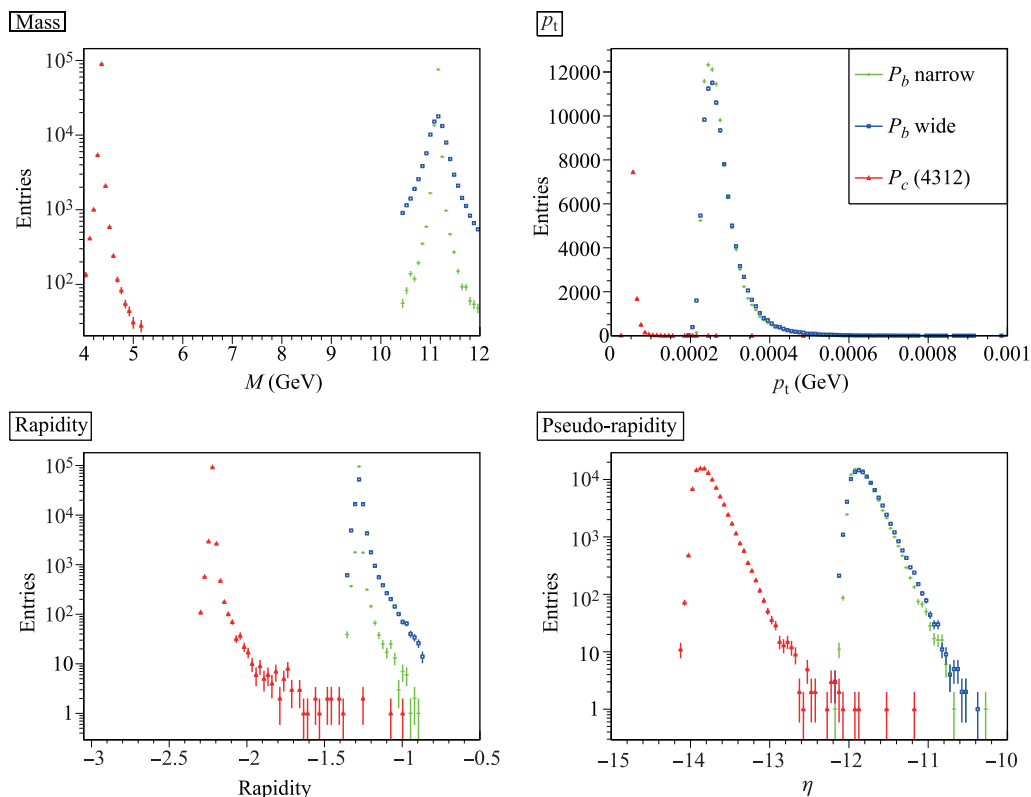 Mass
Entries
10^5
10^4
10^3
10^2
4 5 6 7 8 9 10 11 12
M (GeV)
p_t
Entries
12000
10000
8000
6000
4000
2000
0
0 0.0002 0.0004 0.0006 0.0008 0.001
p_t (GeV)
P_b narrow
P_b wide
P_c (4312)
Rapidity
Entries
10^5
10^4
10^3
10^2
10
1
−3 −2.5 −2 −1.5 −1 −0.5
Rapidity
Pseudo-rapidity
Entries
10^4
10^3
10^2
10
1
−15 −14 −13 −12 −11 −10
η